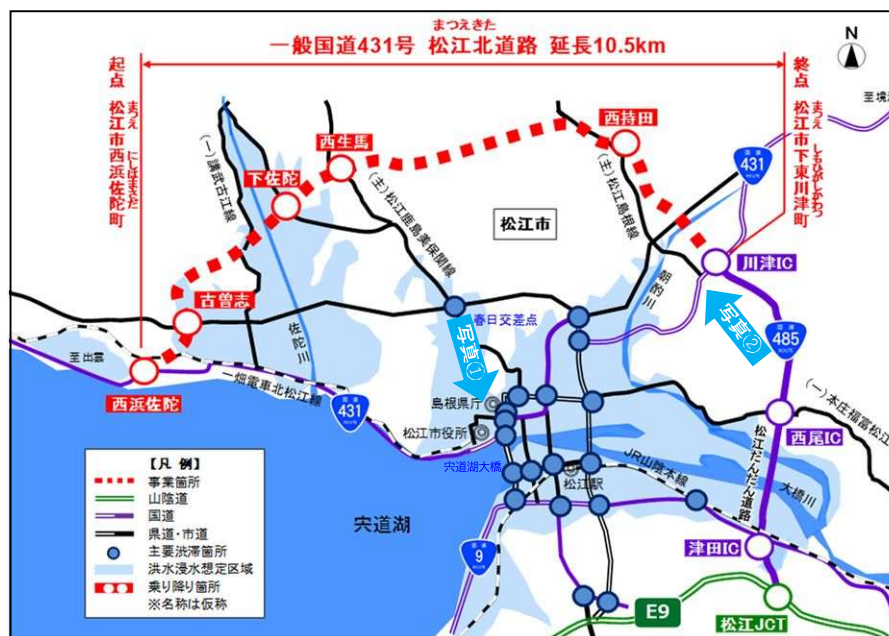 まつえきた
一般国道431号 松江北道路 延長10.5km
N
起点 松江市西浜佐陀町
まつえ にしはまさだ
終点 松江市下東川津町
まつえ しもひがしかわつ
西持田
西生馬
下佐陀
(一)講武古江線
(主)松江鹿島美保関線
(主)松江島根線
国道
431
ROUTE
松江市
川津IC
朝酌川
古曽志
佐陀川
春日交差点
写真①
写真②
国道
485
ROUTE
至出雲
西浜佐陀
一畑電車北松江線
国道
431
ROUTE
島根県庁
松江市役所
宍道湖大橋
松江駅
JR山陰本線
(一)本庄福富松江
西尾IC
松江だんだん道路
大橋川
宍道湖
国道
9
ROUTE
津田IC
E9
松江JCT
【凡 例】
事業箇所
山陰道
国道
県道・市道
主要渋滞箇所
洪水浸水想定区域
乗り降り箇所
※名称は仮称